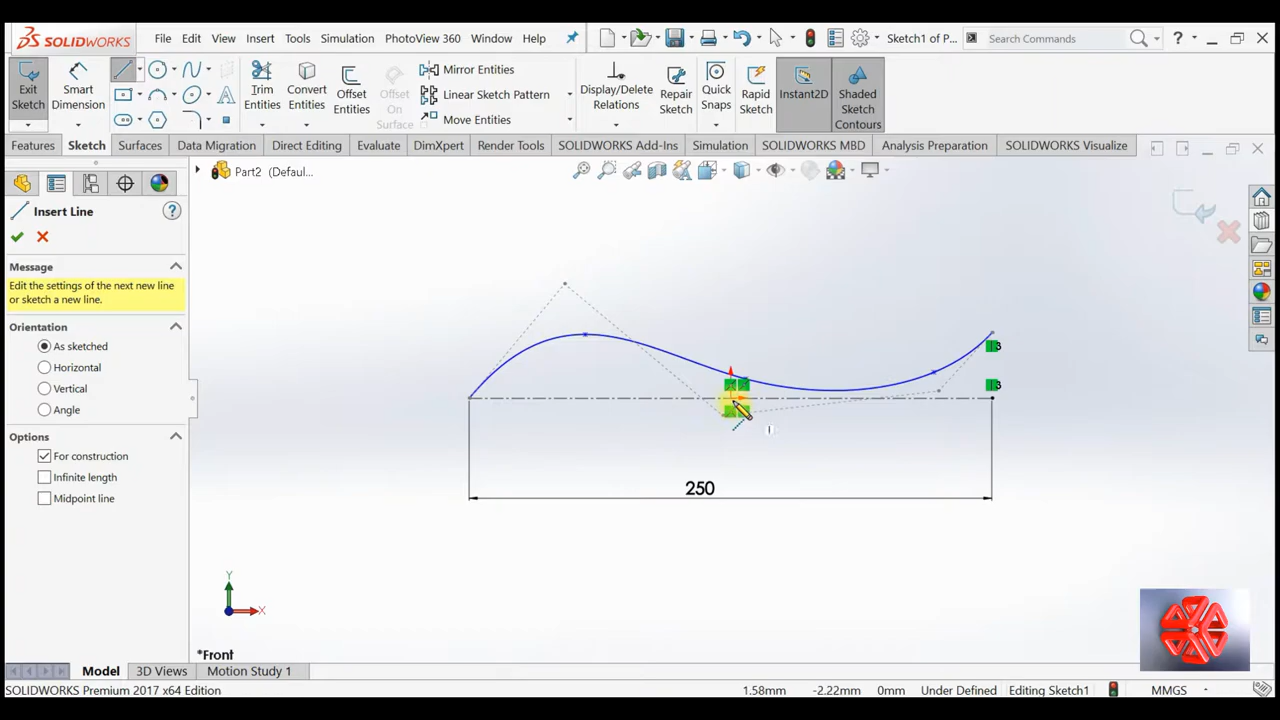 SOLIDWORKS File Edit View Insert Tools Simulation PhotoView 360 Window Help Sketch1 of P... Search Commands ?
Exit Sketch
Smart Dimension
Trim Entities
Convert Entities
Offset Entities
Offset On Surface
Mirror Entities
Linear Sketch Pattern
Move Entities
Display/Delete Relations
Repair Sketch
Quick Snaps
Rapid Sketch
Instant2D
Shaded Sketch Contours
Features Sketch Surfaces Data Migration Direct Editing Evaluate DimXpert Render Tools SOLIDWORKS Add-Ins Simulation SOLIDWORKS MBD Analysis Preparation SOLIDWORKS Visualize
Part2 (Defaul...
Insert Line
?
Message
Edit the settings of the next new line
or sketch a new line.
Orientation
As sketched
Horizontal
Vertical
Angle
Options
For construction
Infinite length
Midpoint line
3
3
250
Y
X
*Front
Model 3D Views Motion Study 1
SOLIDWORKS Premium 2017 x64 Edition 1.58mm -2.22mm 0mm Under Defined Editing Sketch1 MMGS